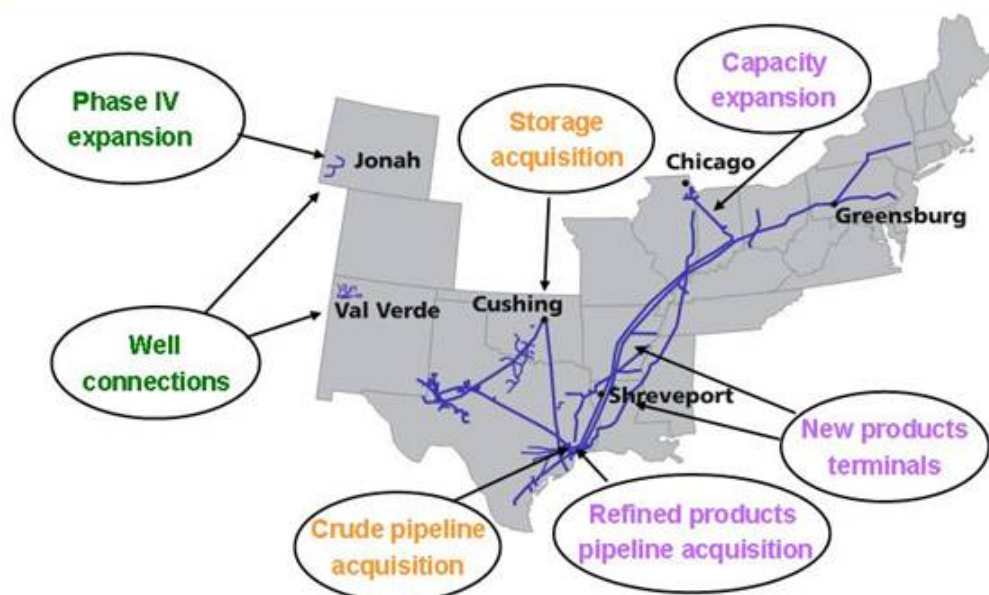 Phase IV
expansion
Storage
acquisition
Capacity
expansion
Jonah
Chicago
Greensburg
Val Verde
Cushing
Well
connections
Shreveport
New products
terminals
Crude pipeline
acquisition
Refined products
pipeline acquisition